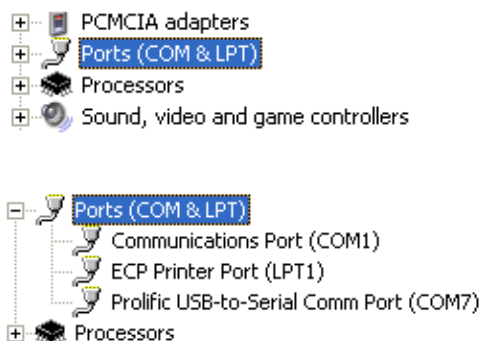 PCMCIA adapters
Ports (COM & LPT)
Processors
Sound, video and game controllers
Ports (COM & LPT)
Communications Port (COM1)
ECP Printer Port (LPT1)
Prolific USB-to-Serial Comm Port (COM7)
Processors